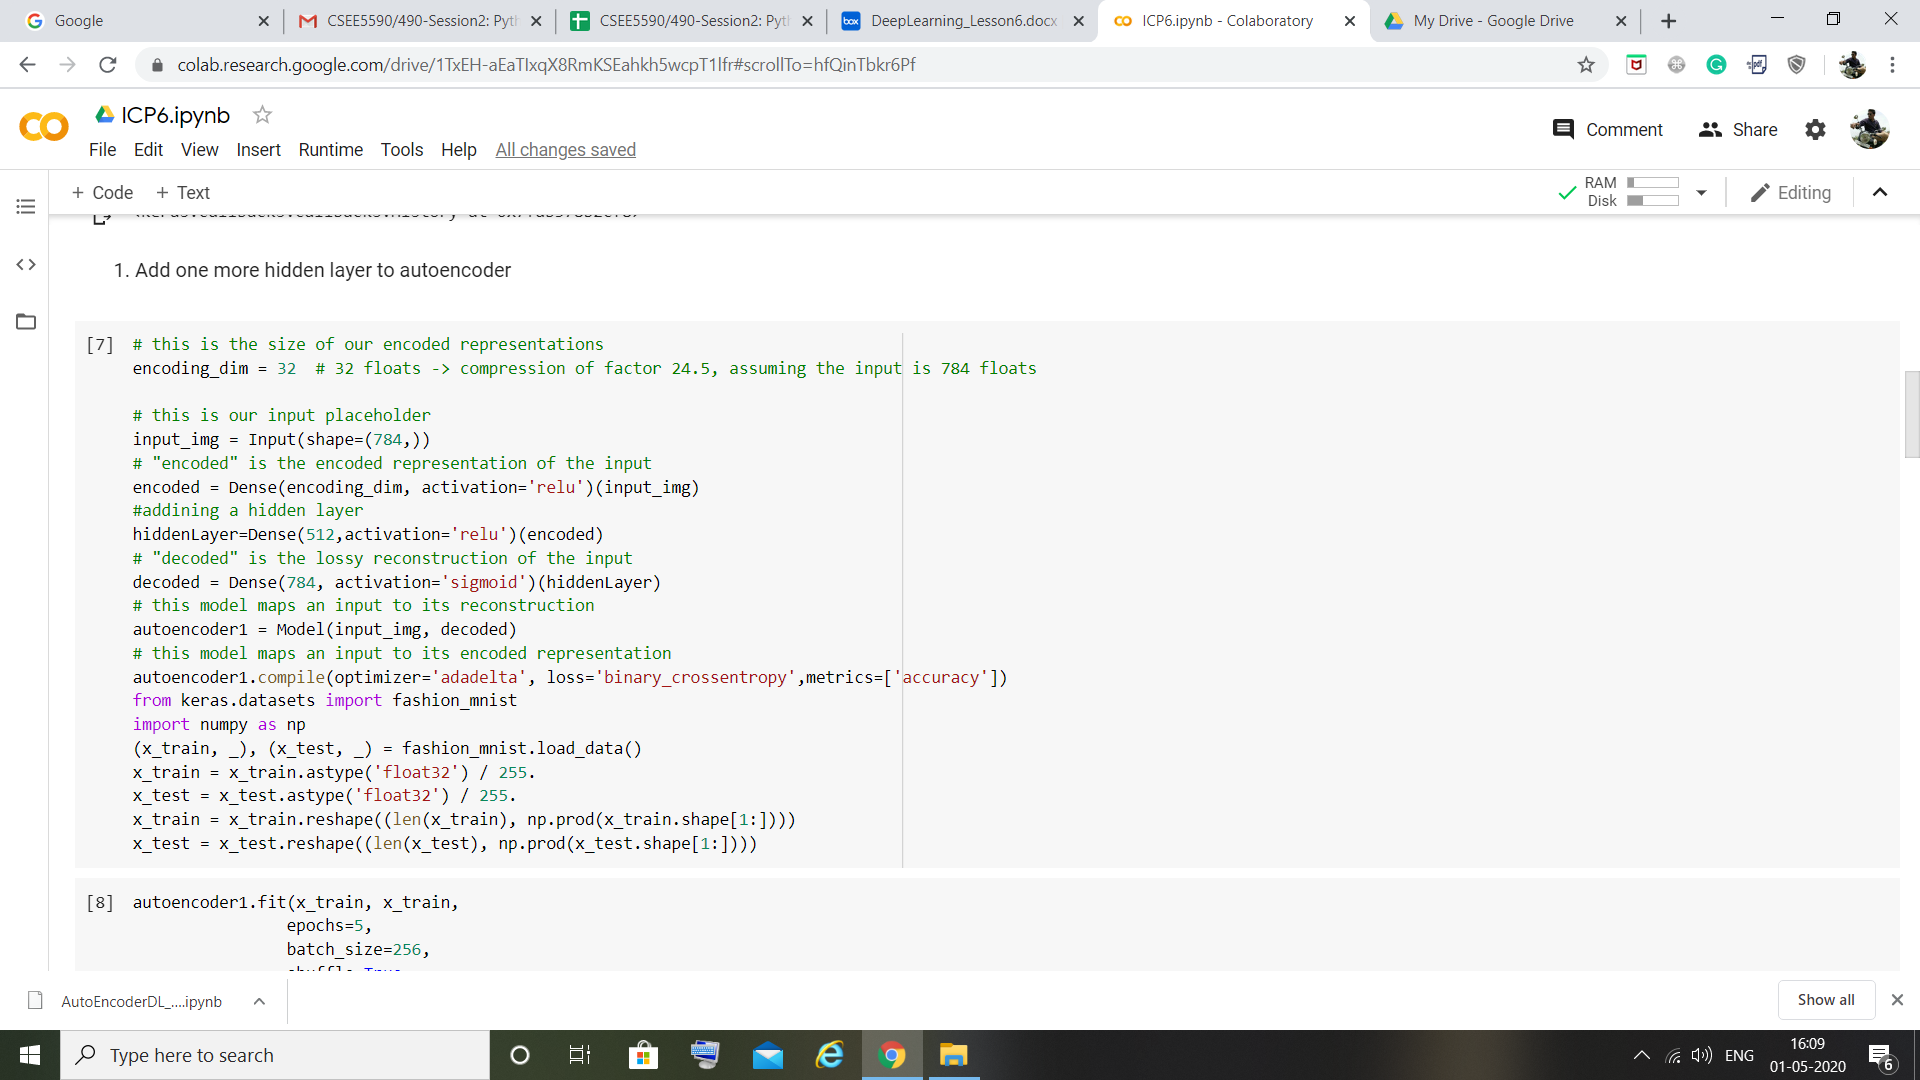 Google
CSEE5590/490-Session2: Pyth
CSEE5590/490-Session2: Pyth
DeepLearning_Lesson6.docx
ICP6.ipynb - Colaboratory
My Drive - Google Drive
colab.research.google.com/drive/1TxEH-aEaTIxqX8RmKSEahkh5wcpT1lfr#scrollTo=hfQinTbkr6Pf
ICP6.ipynb
Comment
Share
File Edit View Insert Runtime Tools Help All changes saved
+ Code + Text
RAM
Disk
Editing
1. Add one more hidden layer to autoencoder
[7] # this is the size of our encoded representations
encoding_dim = 32  # 32 floats -> compression of factor 24.5, assuming the input is 784 floats
# this is our input placeholder
input_img = Input(shape=(784,))
# "encoded" is the encoded representation of the input
encoded = Dense(encoding_dim, activation='relu')(input_img)
#addining a hidden layer
hiddenLayer=Dense(512,activation='relu')(encoded)
# "decoded" is the lossy reconstruction of the input
decoded = Dense(784, activation='sigmoid')(hiddenLayer)
# this model maps an input to its reconstruction
autoencoder1 = Model(input_img, decoded)
# this model maps an input to its encoded representation
autoencoder1.compile(optimizer='adadelta', loss='binary_crossentropy',metrics=['accuracy'])
from keras.datasets import fashion_mnist
import numpy as np
(x_train, _), (x_test, _) = fashion_mnist.load_data()
x_train = x_train.astype('float32') / 255.
x_test = x_test.astype('float32') / 255.
x_train = x_train.reshape((len(x_train), np.prod(x_train.shape[1:])))
x_test = x_test.reshape((len(x_test), np.prod(x_test.shape[1:])))
[8] autoencoder1.fit(x_train, x_train,
epochs=5,
batch_size=256,
AutoEncoderDL_....ipynb
Show all
Type here to search
ENG
16:09
01-05-2020
6